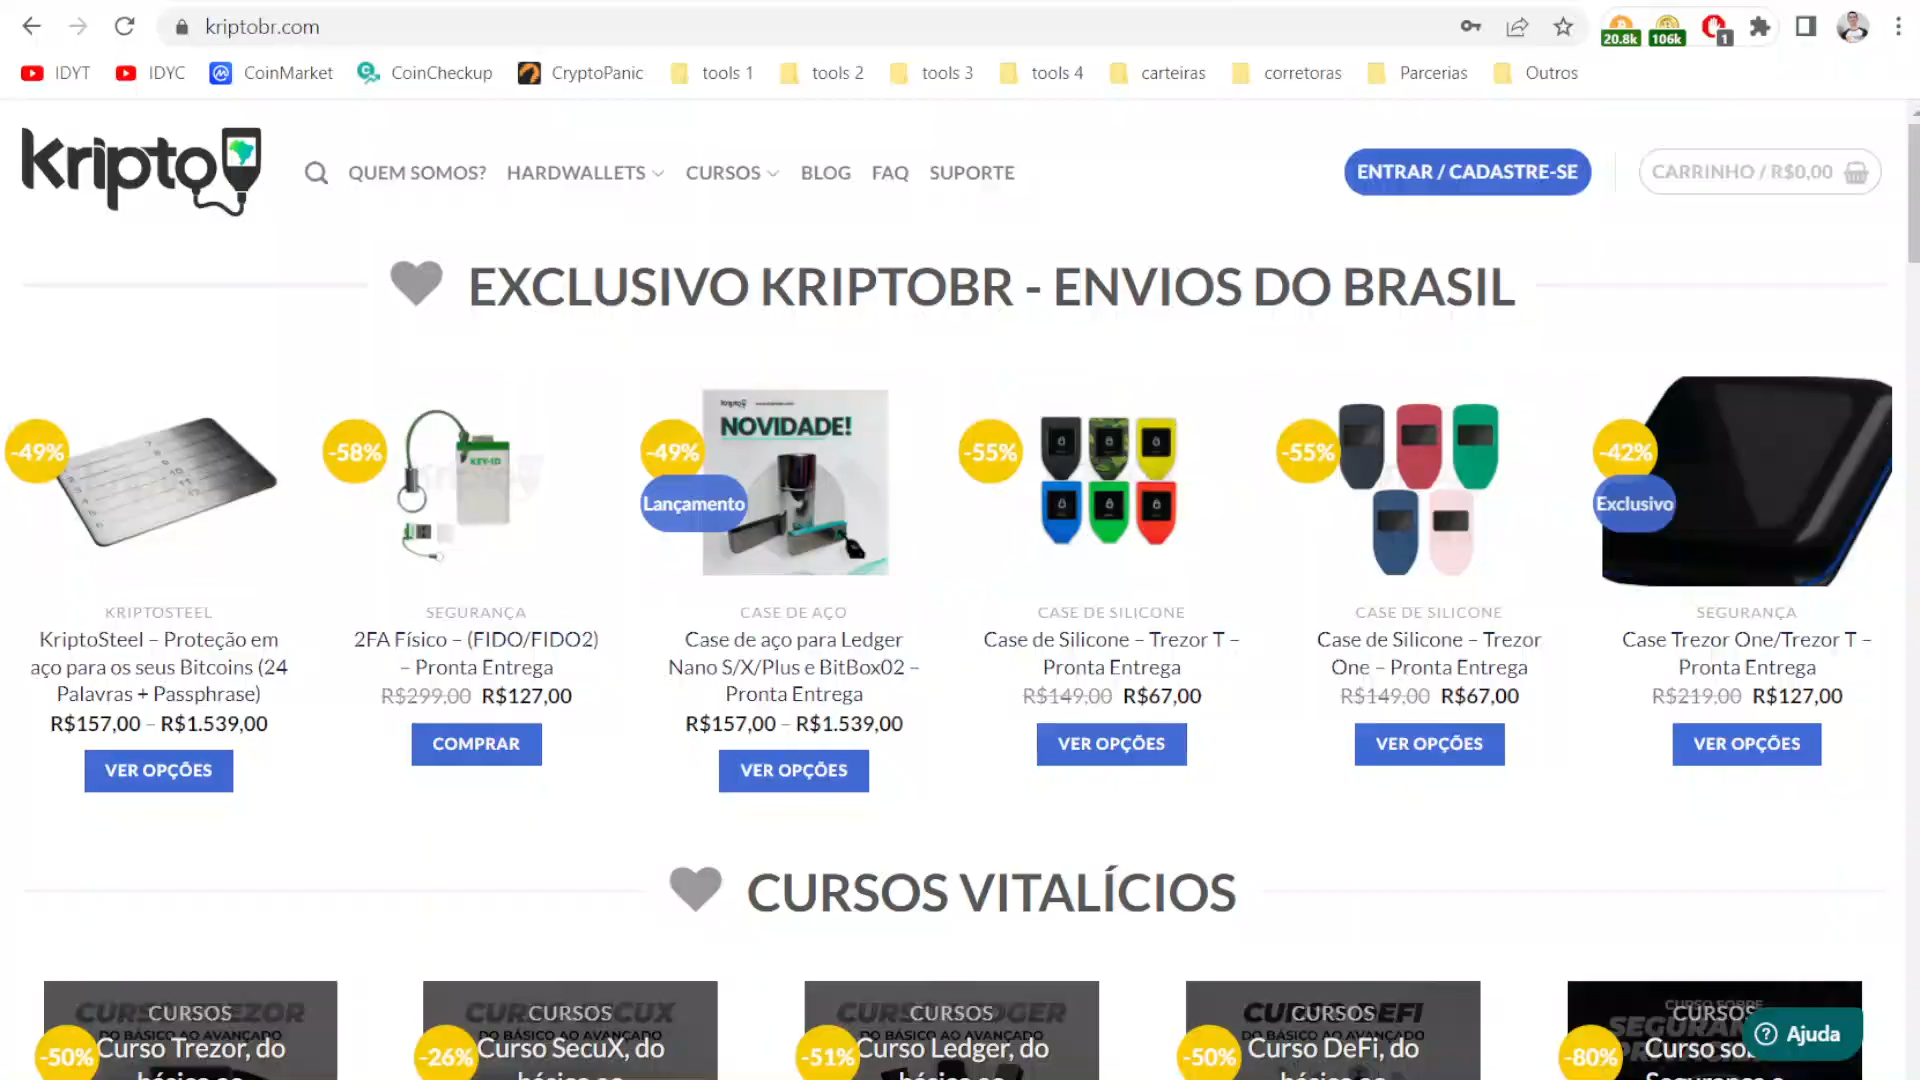 kriptobr.com
20.8k
106k
1
IDYT
IDYC
CoinMarket
CoinCheckup
CryptoPanic
tools 1
tools 2
tools 3
tools 4
carteiras
corretoras
Parcerias
Outros
kripto
QUEM SOMOS?
HARDWALLETS
CURSOS
BLOG
FAQ
SUPORTE
ENTRAR / CADASTRE-SE
CARRINHO / R$0,00
EXCLUSIVO KRIPTOBR - ENVIOS DO BRASIL
-49%
-58%
KEY-ID
-49%
Lançamento
NOVIDADE!
-55%
-55%
-42%
Exclusivo
KRIPTOSTEEL
KriptoSteel – Proteção em
aço para os seus Bitcoins (24
Palavras + Passphrase)
R$157,00 – R$1.539,00
VER OPÇÕES
SEGURANÇA
2FA Físico – (FIDO/FIDO2)
– Pronta Entrega
R$299,00 R$127,00
COMPRAR
CASE DE AÇO
Case de aço para Ledger
Nano S/X/Plus e BitBox02 –
Pronta Entrega
R$157,00 – R$1.539,00
VER OPÇÕES
CASE DE SILICONE
Case de Silicone – Trezor T –
Pronta Entrega
R$149,00 R$67,00
VER OPÇÕES
CASE DE SILICONE
Case de Silicone – Trezor
One – Pronta Entrega
R$149,00 R$67,00
VER OPÇÕES
SEGURANÇA
Case Trezor One/Trezor T –
Pronta Entrega
R$219,00 R$127,00
VER OPÇÕES
CURSOS VITALÍCIOS
CURSOS
DO BÁSICO AO AVANÇADO
-50%
Curso Trezor, do
CURSOS
DO BÁSICO AO AVANÇADO
-26%
Curso SecuX, do
CURSOS
DO BÁSICO AO AVANÇADO
-51%
Curso Ledger, do
CURSO DEFI
CURSOS
DO BÁSICO AO AVANÇADO
-50%
Curso DeFi, do
CURSO SOBRE
CURSOS
-80%
Ajuda